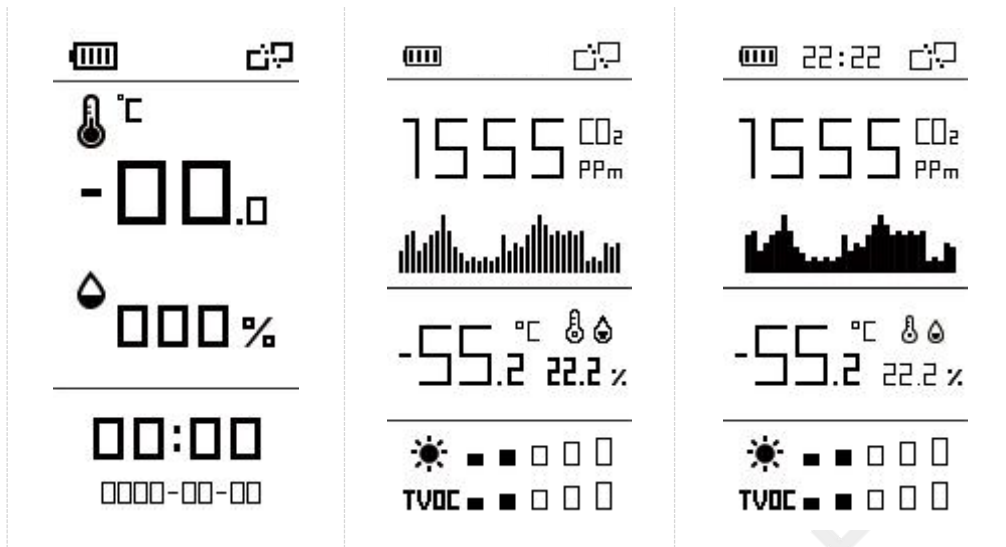 °C
-00.0
000%
00:00
0000-00-00
1555 CO₂
PPm
°C
-55.2 22.2 %
TVOC
22:22
1555 CO₂
PPm
°C
-55.2 22.2 %
TVOC